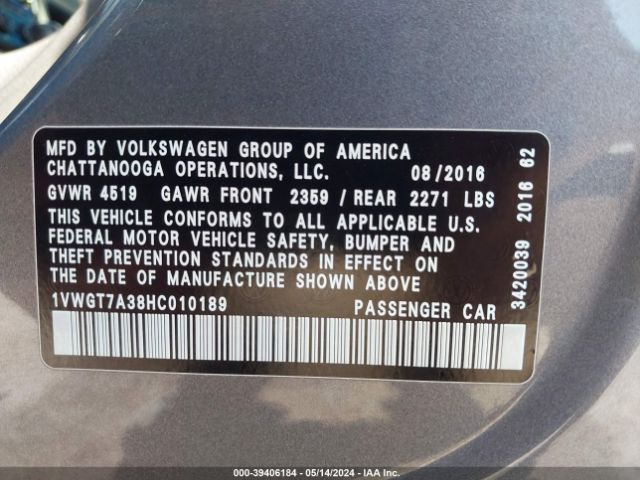 MFD BY VOLKSWAGEN GROUP OF AMERICA
CHATTANOOGA OPERATIONS, LLC. 08/2016
GVWR 4519 GAWR FRONT 2359 / REAR 2271 LBS
THIS VEHICLE CONFORMS TO ALL APPLICABLE U.S.
FEDERAL MOTOR VEHICLE SAFETY, BUMPER AND
THEFT PREVENTION STANDARDS IN EFFECT ON
THE DATE OF MANUFACTURE SHOWN ABOVE
1VWGT7A38HC010189 PASSENGER CAR
3420039 2016 62
000-39406184 - 05/14/2024 - IAA Inc.